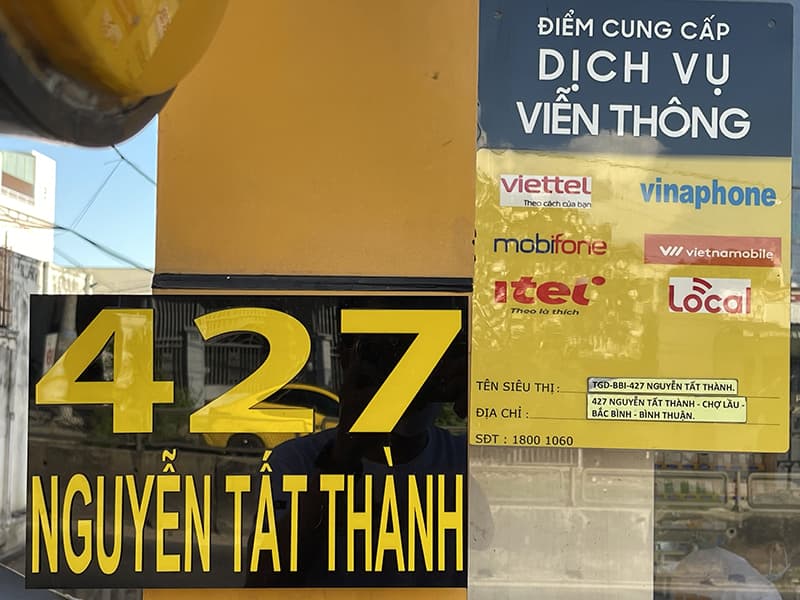 ĐIỂM CUNG CẤP
DỊCH VỤ
VIỄN THÔNG
viettel
Theo cách của bạn
vinaphone
mobifone
vietnamobile
itel
Theo là thích
Local
TÊN SIÊU THỊ : TGD-BBI-427 NGUYỄN TẤT THÀNH.
ĐỊA CHỈ : 427 NGUYỄN TẤT THÀNH - CHỢ LẦU -
BẮC BÌNH - BÌNH THUẬN.
SĐT : 1800 1060
427
NGUYỄN TẤT THÀNH